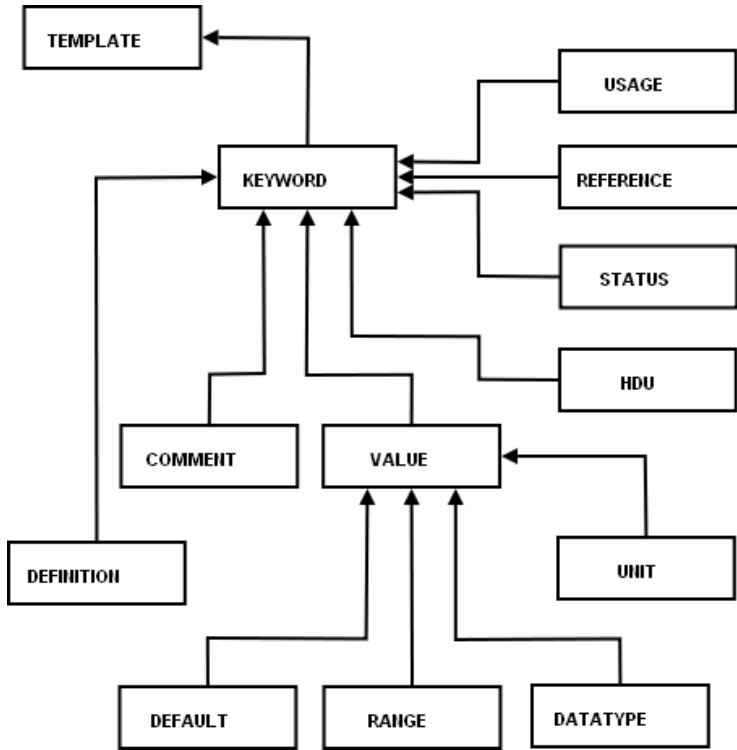 TEMPLATE
USAGE
KEYWORD
REFERENCE
STATUS
HDU
COMMENT
VALUE
DEFINITION
UNIT
DEFAULT
RANGE
DATATYPE